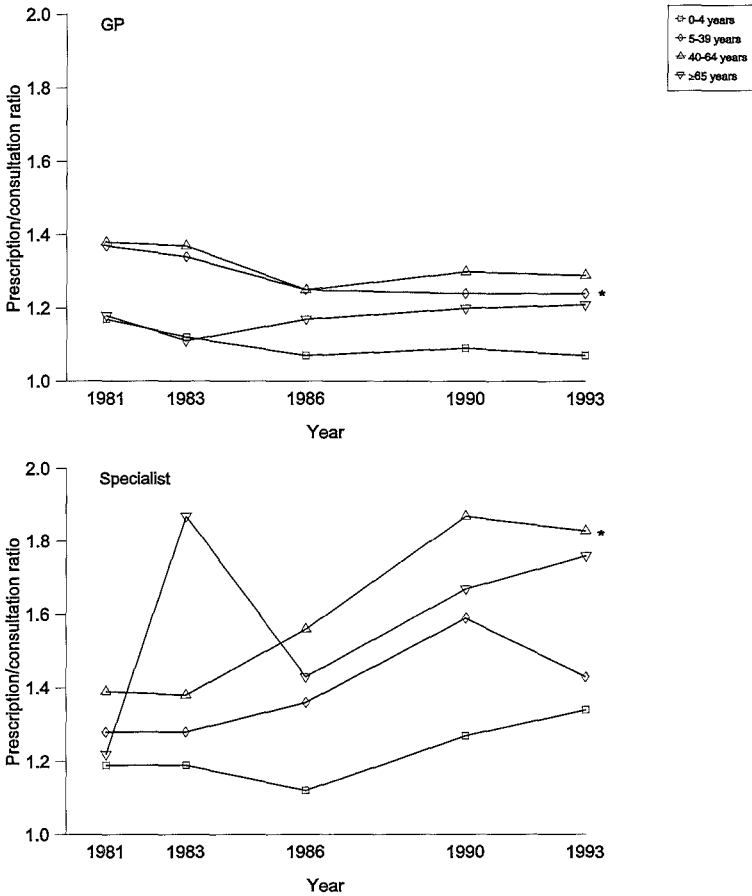 GP
0-4 years
5-39 years
40-64 years
≥65 years
Prescription/consultation ratio
2.0
1.8
1.6
1.4
1.2
1.0
*
1981 1983 1986 1990 1993
Year
Specialist
Prescription/consultation ratio
2.0
1.8
1.6
1.4
1.2
1.0
*
1981 1983 1986 1990 1993
Year